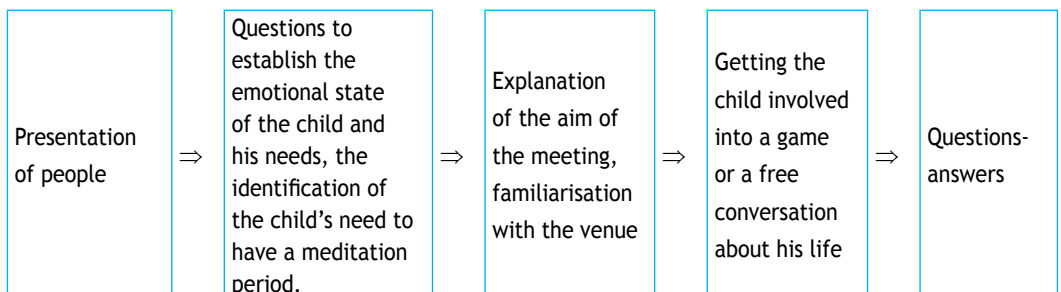 Presentation
of people
⇒
Questions to
establish the
emotional state
of the child and
his needs, the
identification of
the child’s need to
have a meditation
period.
⇒
Explanation
of the aim of
the meeting,
familiarisation
with the venue
⇒
Getting the
child involved
into a game
or a free
conversation
about his life
⇒
Questions-
answers